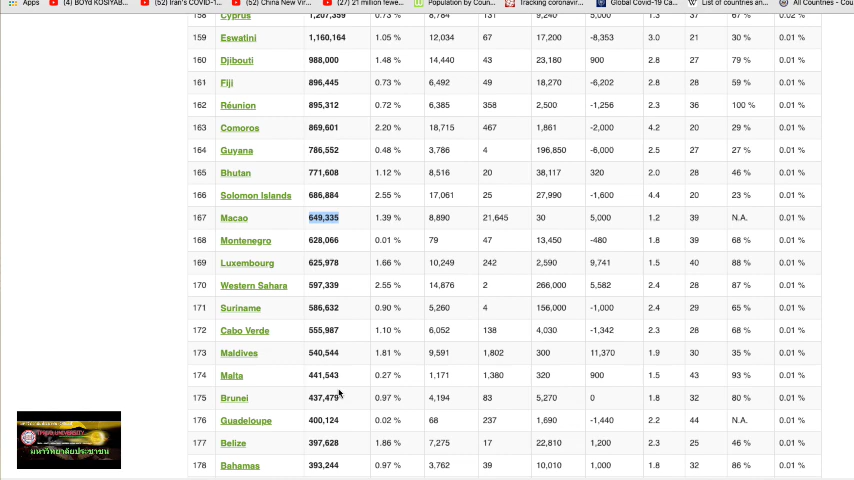 Apps (4) BOYd KOSIYAB... (52) Iran's COVID-1... (52) China New Vir... (27) 21 million fewe... Population by Coun... Tracking coronavir... Global Covid-19 Ca... List of countries an... All Countries - Cou
158 Cyprus 1,207,359 0.73 % 8,784 131 9,240 5,000 1.3 37 67 % 0.02 %
159 Eswatini 1,160,164 1.05 % 12,034 67 17,200 -8,353 3.0 21 30 % 0.01 %
160 Djibouti 988,000 1.48 % 14,440 43 23,180 900 2.8 27 79 % 0.01 %
161 Fiji 896,445 0.73 % 6,492 49 18,270 -6,202 2.8 28 59 % 0.01 %
162 Réunion 895,312 0.72 % 6,385 358 2,500 -1,256 2.3 36 100 % 0.01 %
163 Comoros 869,601 2.20 % 18,715 467 1,861 -2,000 4.2 20 29 % 0.01 %
164 Guyana 786,552 0.48 % 3,786 4 196,850 -6,000 2.5 27 27 % 0.01 %
165 Bhutan 771,608 1.12 % 8,516 20 38,117 320 2.0 28 46 % 0.01 %
166 Solomon Islands 686,884 2.55 % 17,061 25 27,990 -1,600 4.4 20 23 % 0.01 %
167 Macao 649,335 1.39 % 8,890 21,645 30 5,000 1.2 39 N.A. 0.01 %
168 Montenegro 628,066 0.01 % 79 47 13,450 -480 1.8 39 68 % 0.01 %
169 Luxembourg 625,978 1.66 % 10,249 242 2,590 9,741 1.5 40 88 % 0.01 %
170 Western Sahara 597,339 2.55 % 14,876 2 266,000 5,582 2.4 28 87 % 0.01 %
171 Suriname 586,632 0.90 % 5,260 4 156,000 -1,000 2.4 29 65 % 0.01 %
172 Cabo Verde 555,987 1.10 % 6,052 138 4,030 -1,342 2.3 28 68 % 0.01 %
173 Maldives 540,544 1.81 % 9,591 1,802 300 11,370 1.9 30 35 % 0.01 %
174 Malta 441,543 0.27 % 1,171 1,380 320 900 1.5 43 93 % 0.01 %
175 Brunei 437,479 0.97 % 4,194 83 5,270 0 1.8 32 80 % 0.01 %
176 Guadeloupe 400,124 0.02 % 68 237 1,690 -1,440 2.2 44 N.A. 0.01 %
177 Belize 397,628 1.86 % 7,275 17 22,810 1,200 2.3 25 46 % 0.01 %
178 Bahamas 393,244 0.97 % 3,762 39 10,010 1,000 1.8 32 86 % 0.01 %
มหาวิทยาลัยประชาชน